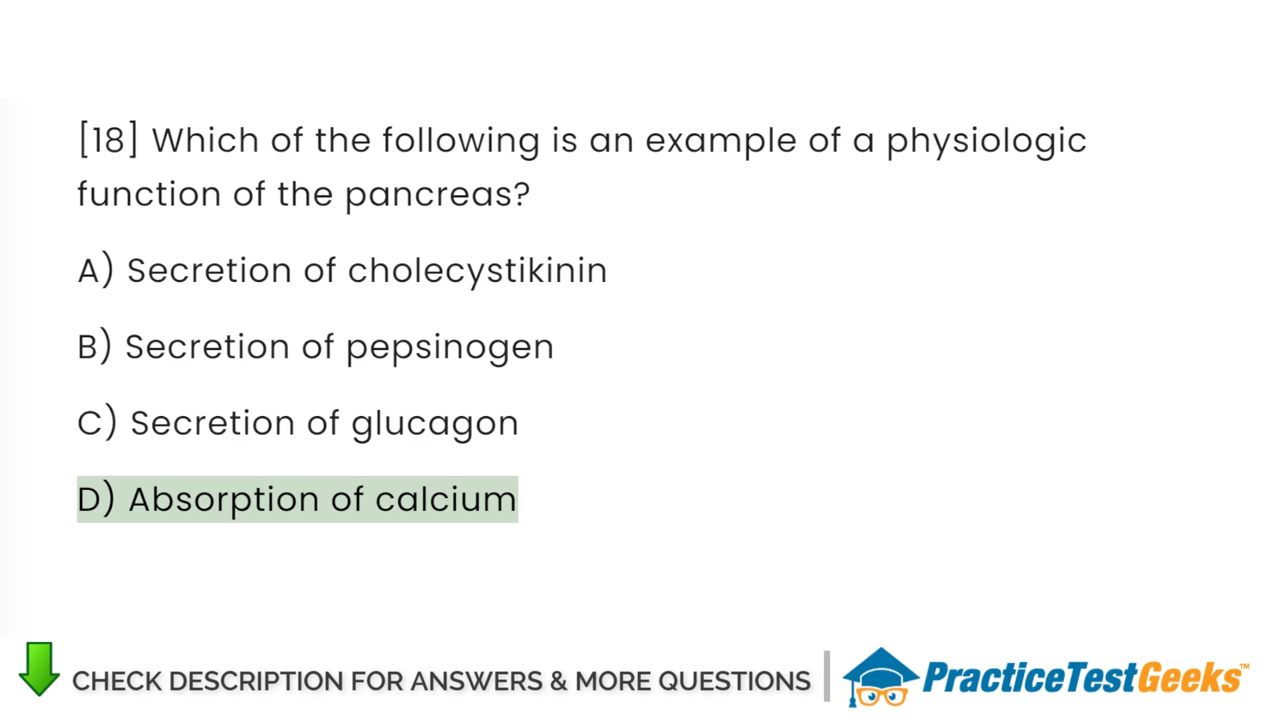 [18] Which of the following is an example of a physiologic
function of the pancreas?
A) Secretion of cholecystikinin
B) Secretion of pepsinogen
C) Secretion of glucagon
D) Absorption of calcium
CHECK DESCRIPTION FOR ANSWERS & MORE QUESTIONS
PracticeTestGeeks™